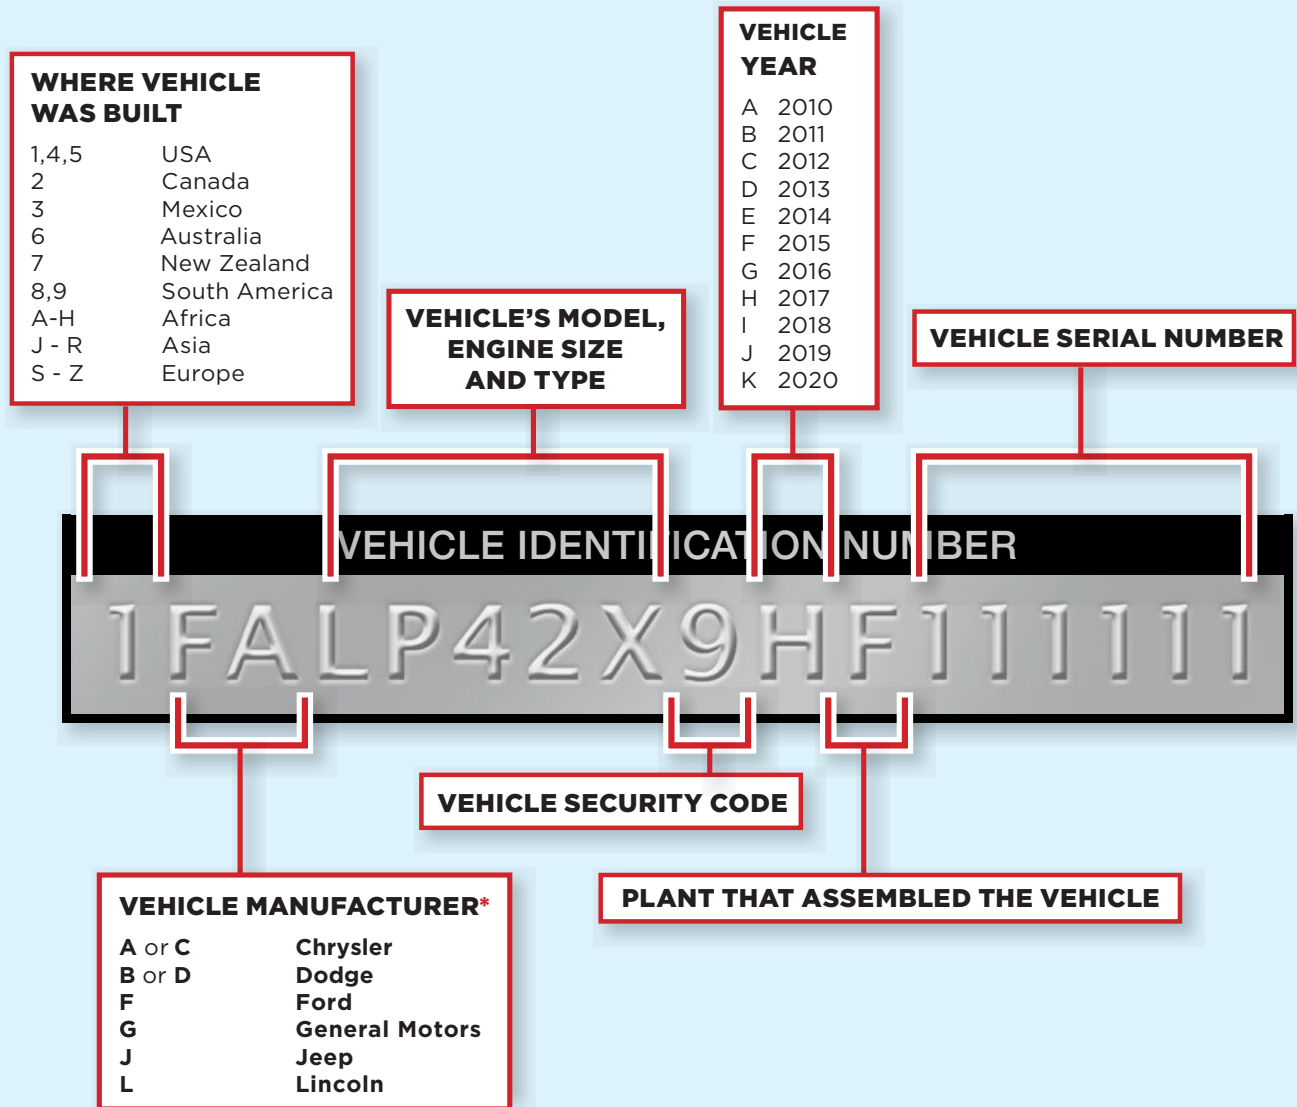 WHERE VEHICLE
WAS BUILT
1,4,5 USA
2 Canada
3 Mexico
6 Australia
7 New Zealand
8,9 South America
A-H Africa
J - R Asia
S - Z Europe
VEHICLE'S MODEL,
ENGINE SIZE
AND TYPE
VEHICLE
YEAR
A 2010
B 2011
C 2012
D 2013
E 2014
F 2015
G 2016
H 2017
I 2018
J 2019
K 2020
VEHICLE SERIAL NUMBER
VEHICLE IDENTIFICATION NUMBER
1FALP42X9HF111111
VEHICLE SECURITY CODE
PLANT THAT ASSEMBLED THE VEHICLE
VEHICLE MANUFACTURER*
A or C Chrysler
B or D Dodge
F Ford
G General Motors
J Jeep
L Lincoln